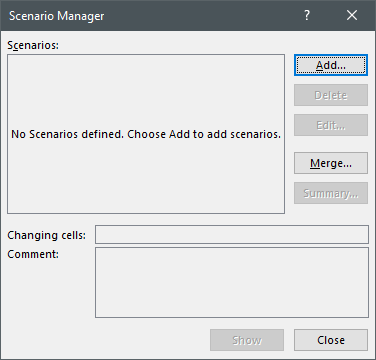 Scenario Manager
?
Scenarios:
Add...
Delete
No Scenarios defined. Choose Add to add scenarios.
Edit...
Merge...
Summary...
Changing cells:
Comment:
Show
Close